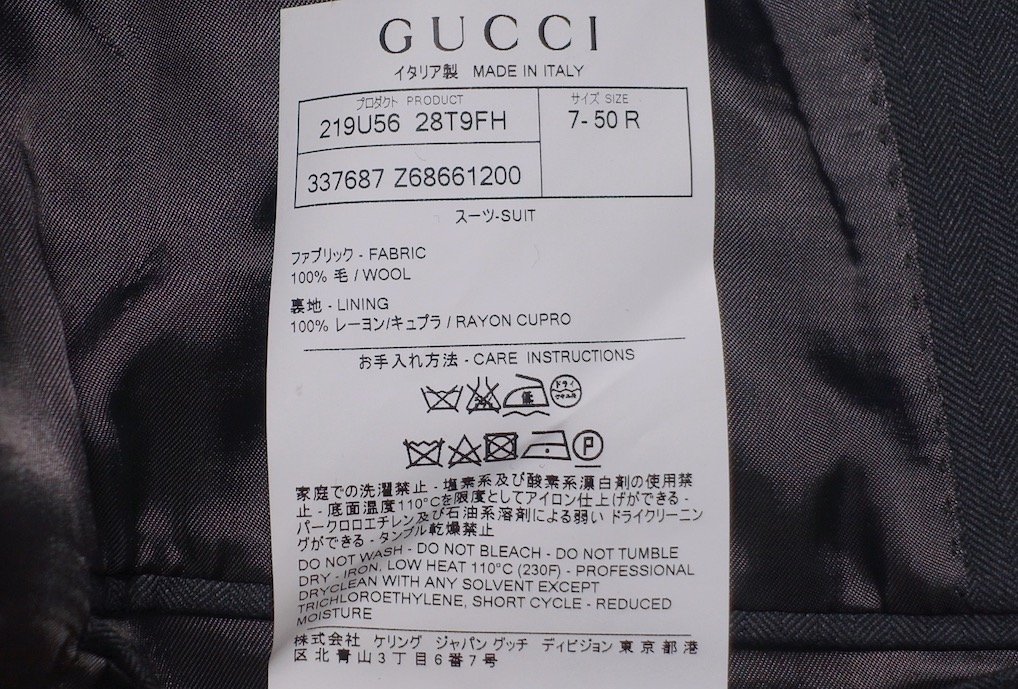 GUCCI
イタリア製 MADE IN ITALY
プロダクト PRODUCT
サイズ SIZE
219U56 28T9FH
7- 50 R
337687 Z68661200
スーツ-SUIT
ファブリック - FABRIC
100% 毛 / WOOL
裏地 - LINING
100% レーヨン/キュプラ / RAYON CUPRO
お手入れ方法 - CARE INSTRUCTIONS
低 ドライ
P
家庭での洗濯禁止 - 塩素系及び酸素系漂白剤の使用禁
止 - 底面温度110°Cを限度としてアイロン仕上げができる -
パークロロエチレン及び石油系溶剤による弱い ドライクリーニン
グができる - タンブル乾燥禁止
DO NOT WASH - DO NOT BLEACH - DO NOT TUMBLE
DRY - IRON, LOW HEAT 110°C (230F) - PROFESSIONAL
DRYCLEAN WITH ANY SOLVENT EXCEPT
TRICHLOROETHYLENE, SHORT CYCLE - REDUCED
MOISTURE
株式会社 ケリング ジャパン グッチ ディビジョン 東京都 港
区北青山3丁目6番7号